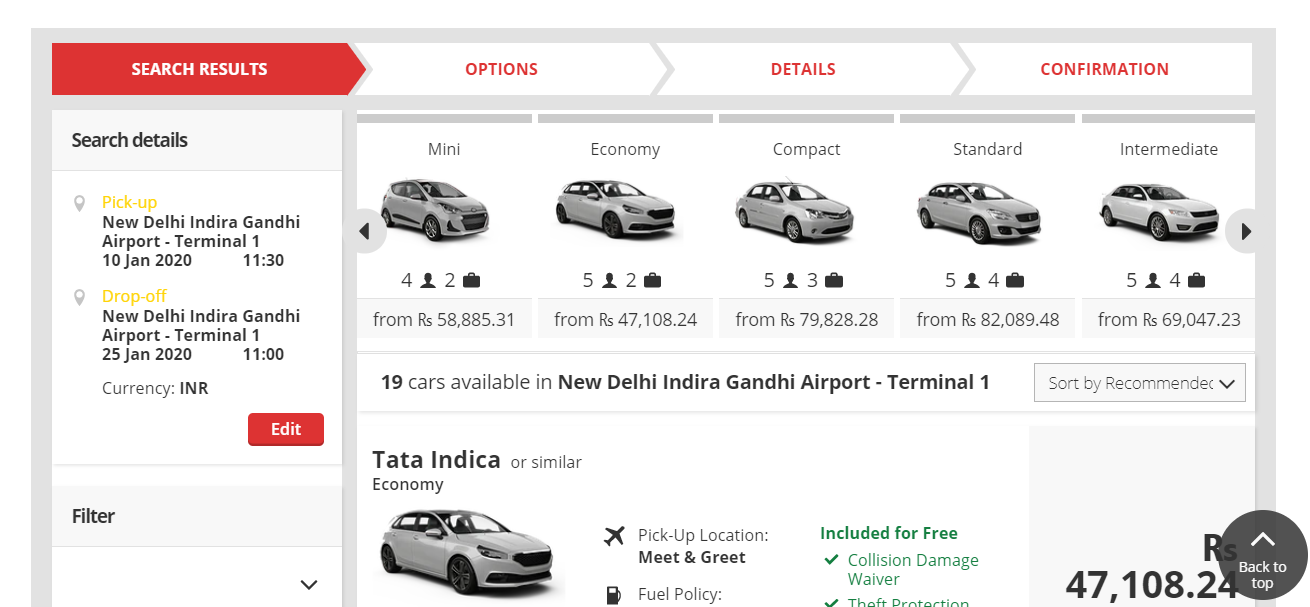 SEARCH RESULTS
OPTIONS
DETAILS
CONFIRMATION
Search details
Pick-up
New Delhi Indira Gandhi
Airport - Terminal 1
10 Jan 2020 11:30
Drop-off
New Delhi Indira Gandhi
Airport - Terminal 1
25 Jan 2020 11:00
Currency: INR
Edit
Filter
Mini
4 2
from Rs 58,885.31
Economy
5 2
from Rs 47,108.24
Compact
5 3
from Rs 79,828.28
Standard
5 4
from Rs 82,089.48
Intermediate
5 4
from Rs 69,047.23
19 cars available in New Delhi Indira Gandhi Airport - Terminal 1
Sort by Recommended
Tata Indica or similar
Economy
Pick-Up Location:
Meet & Greet
Fuel Policy:
Included for Free
Collision Damage
Waiver
Theft Protection
Rs
47,108.24
Back to
top